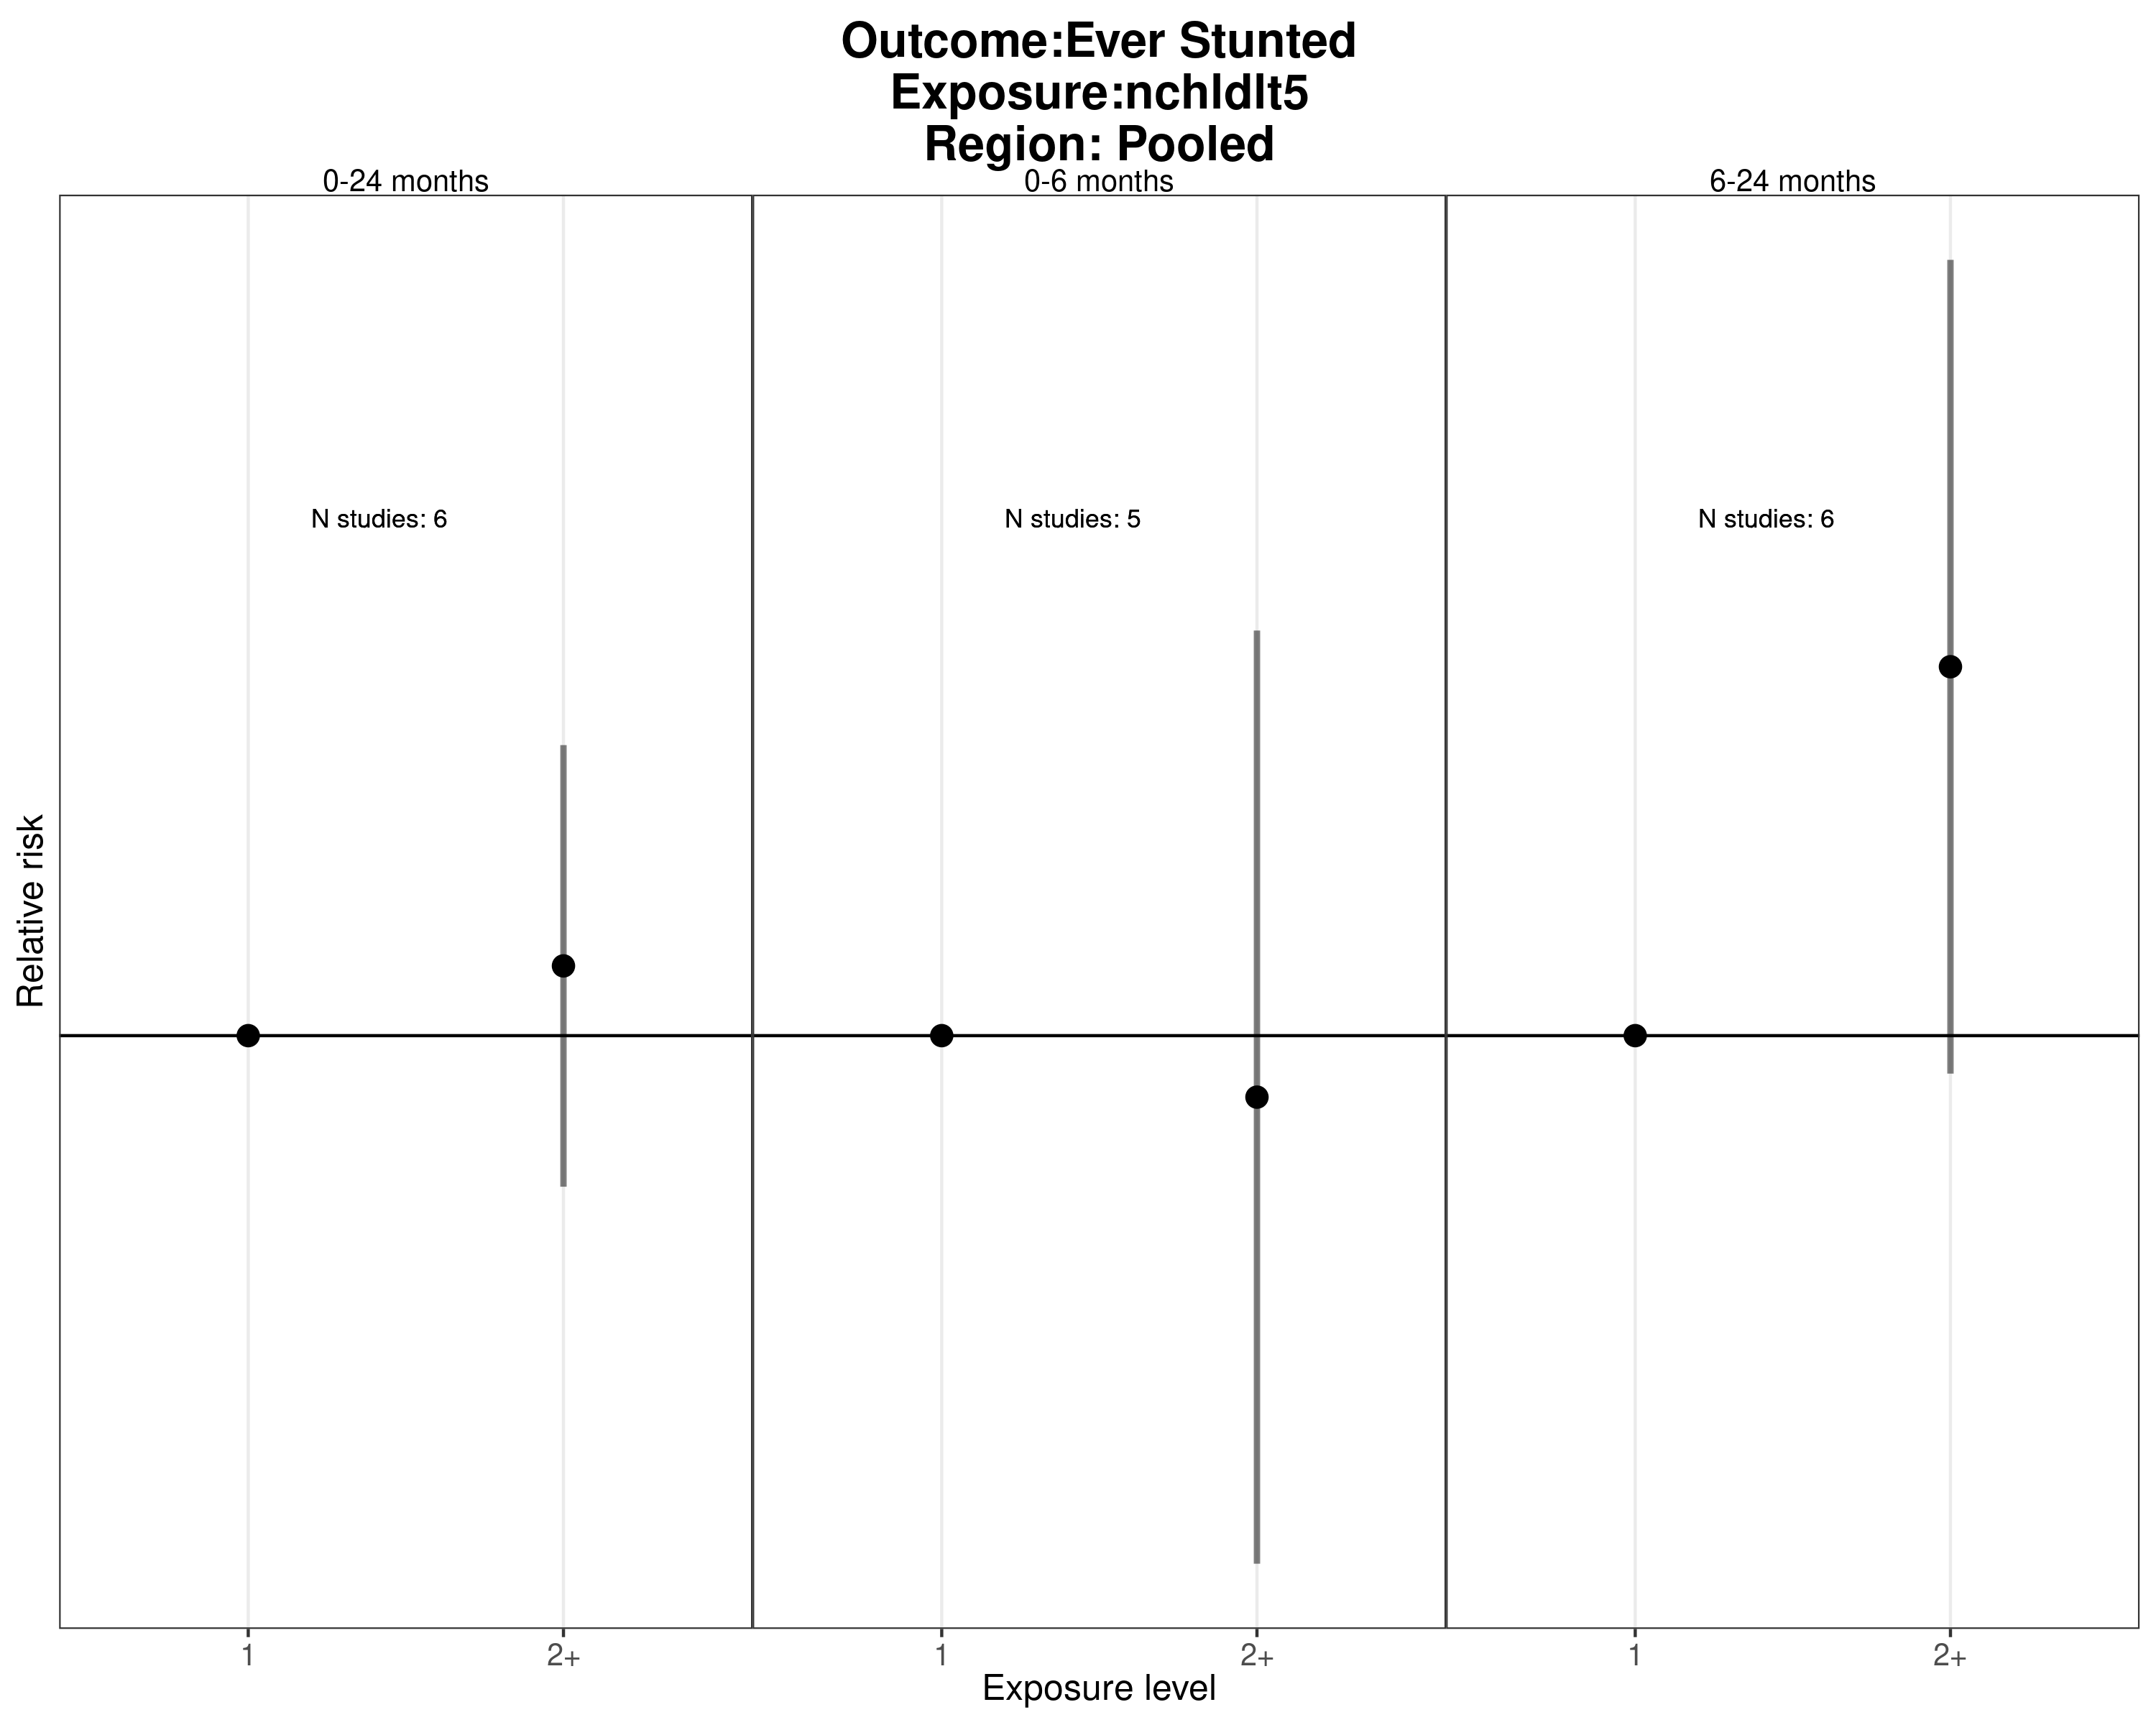 Outcome:Ever Stunted
Exposure:nchldlt5
Region: Pooled
0-24 months
0-6 months
6-24 months
N studies: 6
N studies: 5
N studies: 6
Relative risk
1
2+
1
2+
1
2+
Exposure level